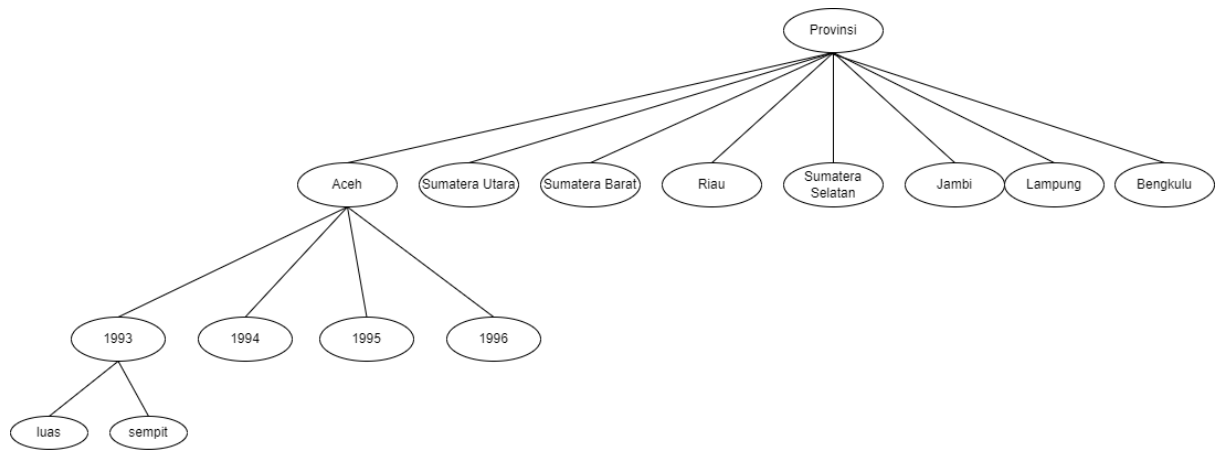 Provinsi
Aceh
Sumatera Utara
Sumatera Barat
Riau
Sumatera
Selatan
Jambi
Lampung
Bengkulu
1993
1994
1995
1996
luas
sempit